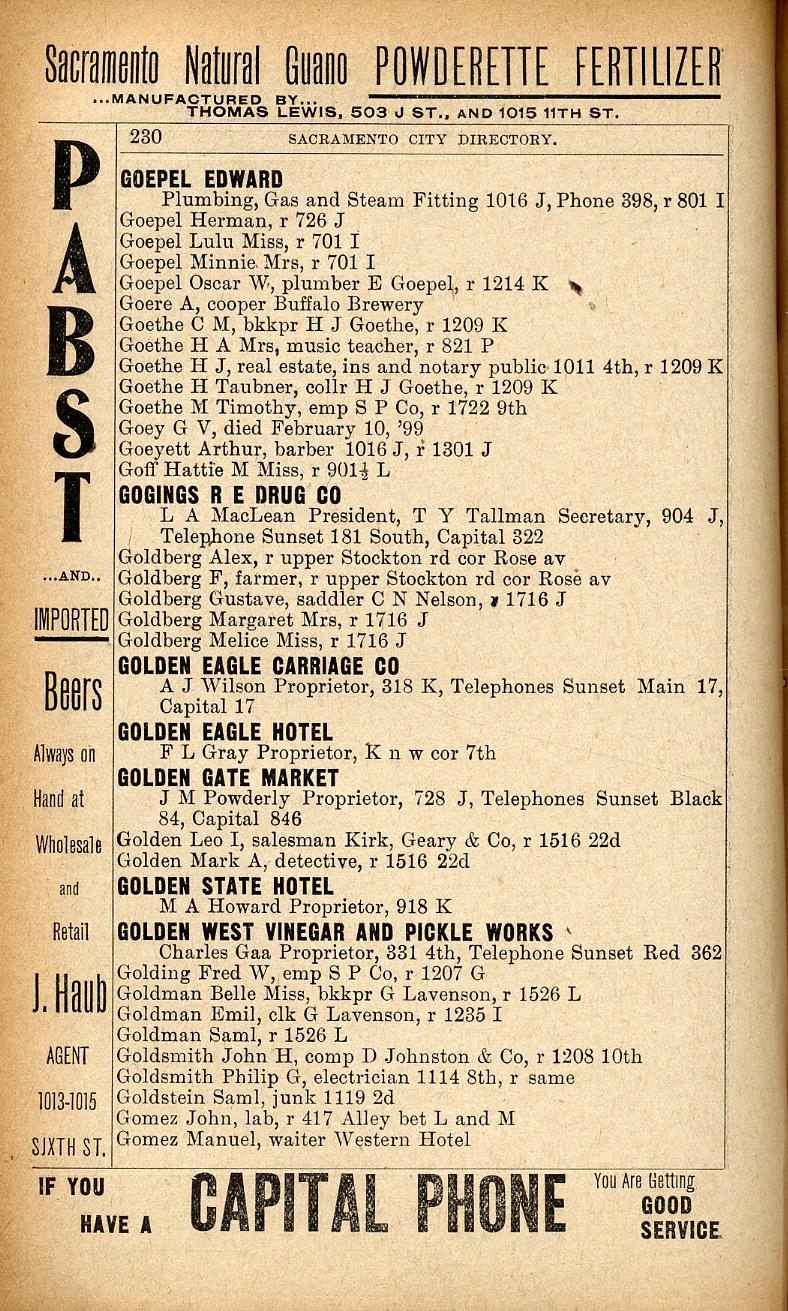 Sacramento Natural Guano POWDERETTE FERTILIZER
...MANUFACTURED BY...
THOMAS LEWIS, 503 J ST., AND 1015 11TH ST.
230 SACRAMENTO CITY DIRECTORY.
GOEPEL EDWARD
Plumbing, Gas and Steam Fitting 1016 J, Phone 398, r 801 I
Goepel Herman, r 726 J
Goepel Lulu Miss, r 701 I
Goepel Minnie Mrs, r 701 I
Goepel Oscar W, plumber E Goepel, r 1214 K
Goere A, cooper Buffalo Brewery
Goethe C M, bkkpr H J Goethe, r 1209 K
Goethe H A Mrs, music teacher, r 821 P
Goethe H J, real estate, ins and notary public 1011 4th, r 1209 K
Goethe H Taubner, collr H J Goethe, r 1209 K
Goethe M Timothy, emp S P Co, r 1722 9th
Goey G V, died February 10, '99
Goeyett Arthur, barber 1016 J, r 1301 J
Goff Hattie M Miss, r 901½ L
GOGINGS R E DRUG CO
L A MacLean President, T Y Tallman Secretary, 904 J,
Telephone Sunset 181 South, Capital 322
Goldberg Alex, r upper Stockton rd cor Rose av
Goldberg F, farmer, r upper Stockton rd cor Rose av
Goldberg Gustave, saddler C N Nelson, r 1716 J
Goldberg Margaret Mrs, r 1716 J
Goldberg Melice Miss, r 1716 J
GOLDEN EAGLE CARRIAGE CO
A J Wilson Proprietor, 318 K, Telephones Sunset Main 17,
Capital 17
GOLDEN EAGLE HOTEL
F L Gray Proprietor, K n w cor 7th
GOLDEN GATE MARKET
J M Powderly Proprietor, 728 J, Telephones Sunset Black
84, Capital 846
Golden Leo I, salesman Kirk, Geary & Co, r 1516 22d
Golden Mark A, detective, r 1516 22d
GOLDEN STATE HOTEL
M A Howard Proprietor, 918 K
GOLDEN WEST VINEGAR AND PICKLE WORKS
Charles Gaa Proprietor, 331 4th, Telephone Sunset Red 362
Golding Fred W, emp S P Co, r 1207 G
Goldman Belle Miss, bkkpr G Lavenson, r 1526 L
Goldman Emil, clk G Lavenson, r 1235 I
Goldman Saml, r 1526 L
Goldsmith John H, comp D Johnston & Co, r 1208 10th
Goldsmith Philip G, electrician 1114 8th, r same
Goldstein Saml, junk 1119 2d
Gomez John, lab, r 417 Alley bet L and M
Gomez Manuel, waiter Western Hotel
PABST
...AND..
IMPORTED
Beers
Always on
Hand at
Wholesale
and
Retail
J. Haub
AGENT
1013-1015
SIXTH ST.
IF YOU
HAVE A
CAPITAL PHONE
You Are Getting
GOOD
SERVICE.